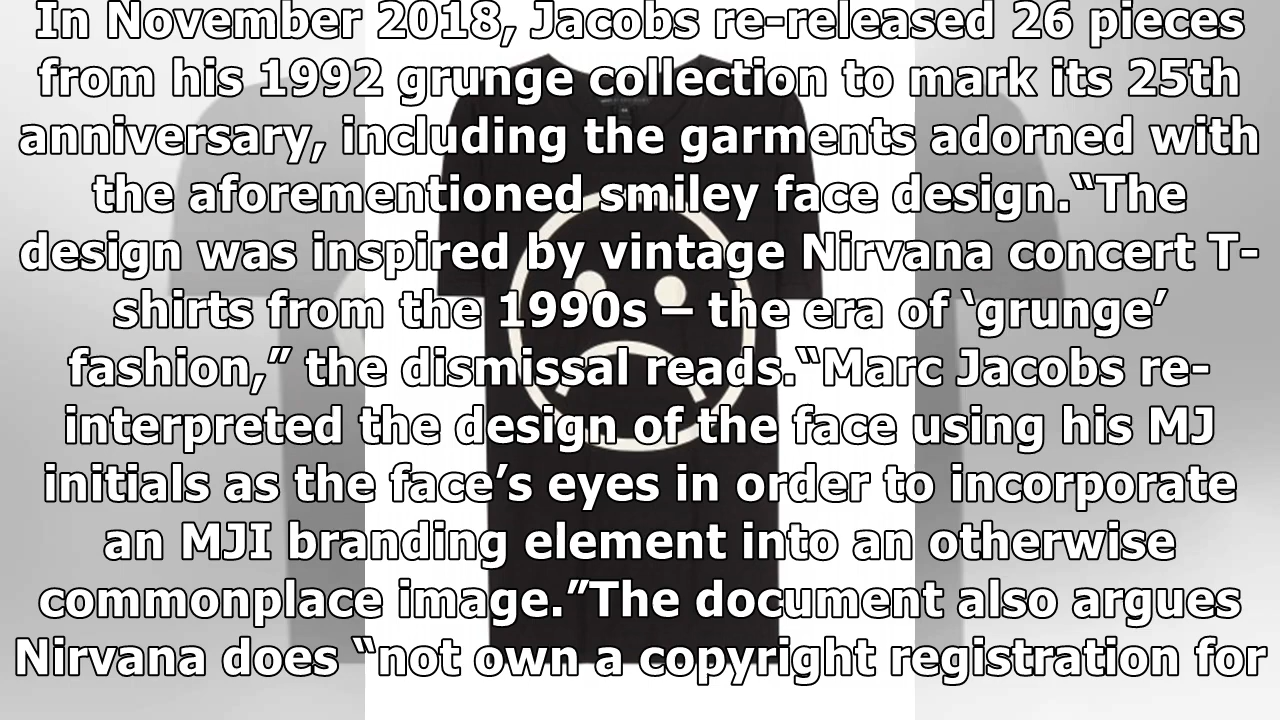 In November 2018, Jacobs re-released 26 pieces
from his 1992 grunge collection to mark its 25th
anniversary, including the garments adorned with
the aforementioned smiley face design.“The
design was inspired by vintage Nirvana concert T-
shirts from the 1990s – the era of ‘grunge’
fashion,” the dismissal reads.“Marc Jacobs re-
interpreted the design of the face using his MJ
initials as the face’s eyes in order to incorporate
an MJI branding element into an otherwise
commonplace image.”The document also argues
Nirvana does “not own a copyright registration for